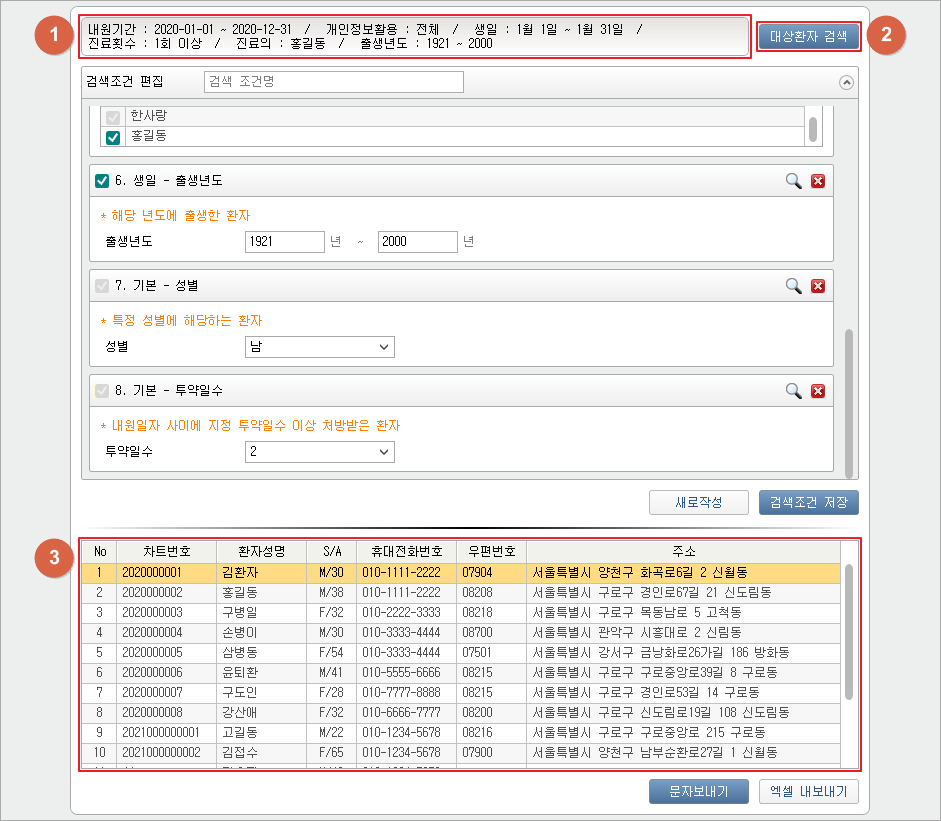 1
내원기간 : 2020-01-01 ~ 2020-12-31 / 개인정보활용 : 전체 / 생일 : 1월 1일 ~ 1월 31일 /
진료횟수 : 1회 이상 / 진료의 : 홍길동 / 출생년도 : 1921 ~ 2000
대상환자 검색
2
검색조건 편집 검색 조건명
한사랑
홍길동
6. 생일 - 출생년도
* 해당 년도에 출생한 환자
출생년도 1921 년 ~ 2000 년
7. 기본 - 성별
* 특정 성별에 해당하는 환자
성별 남
8. 기본 - 투약일수
* 내원일자 사이에 지정 투약일수 이상 처방받은 환자
투약일수 2
새로작성 검색조건 저장
3
No 차트번호 환자성명 S/A 휴대전화번호 우편번호 주소
1 2020000001 김환자 M/30 010-1111-2222 07904 서울특별시 양천구 화곡로6길 2 신월동
2 2020000002 홍길동 M/38 010-1111-2222 08208 서울특별시 구로구 경인로67길 21 신도림동
3 2020000003 구병일 F/32 010-2222-3333 08218 서울특별시 구로구 목동남로 5 고척동
4 2020000004 손병이 M/30 010-3333-4444 08700 서울특별시 관악구 시흥대로 2 신림동
5 2020000005 삼병동 F/54 010-3333-4444 07501 서울특별시 강서구 금낭화로26가길 186 방화동
6 2020000006 윤퇴환 M/41 010-5555-6666 08215 서울특별시 구로구 구로중앙로39길 8 구로동
7 2020000007 구도인 F/28 010-7777-8888 08215 서울특별시 구로구 경인로53길 14 구로동
8 2020000008 강산애 F/32 010-6666-7777 08200 서울특별시 구로구 신도림로19길 108 신도림동
9 2021000000001 고길동 M/22 010-1234-5678 08216 서울특별시 구로구 구로중앙로 215 구로동
10 2021000000002 김접수 F/65 010-1234-5678 07900 서울특별시 양천구 남부순환로27길 1 신월동
문자보내기 엑셀 내보내기